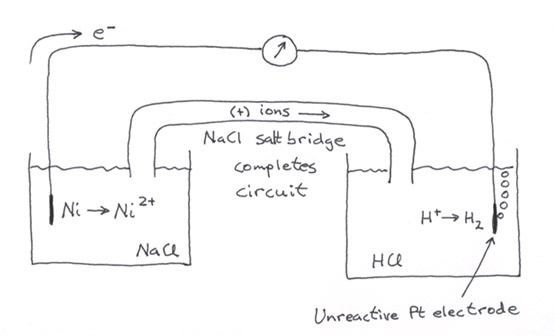 e⁻
(+) ions →
NaCl salt bridge
completes
circuit
Ni → Ni²⁺
NaCl
H⁺ → H₂
HCl
Unreactive Pt electrode